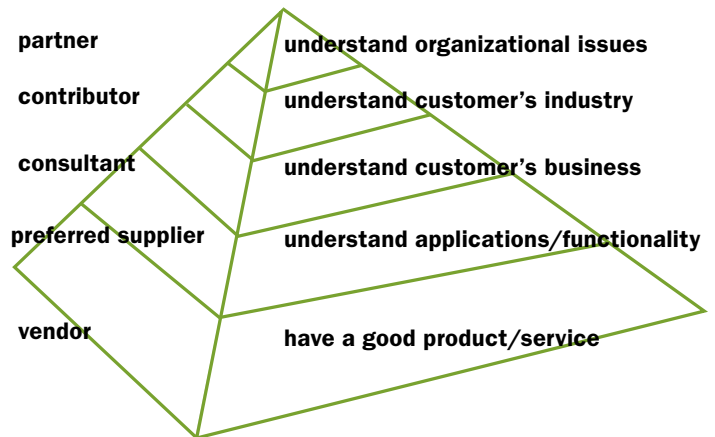 partner
understand organizational issues
contributor
understand customer's industry
consultant
understand customer's business
preferred supplier
understand applications/functionality
vendor
have a good product/service